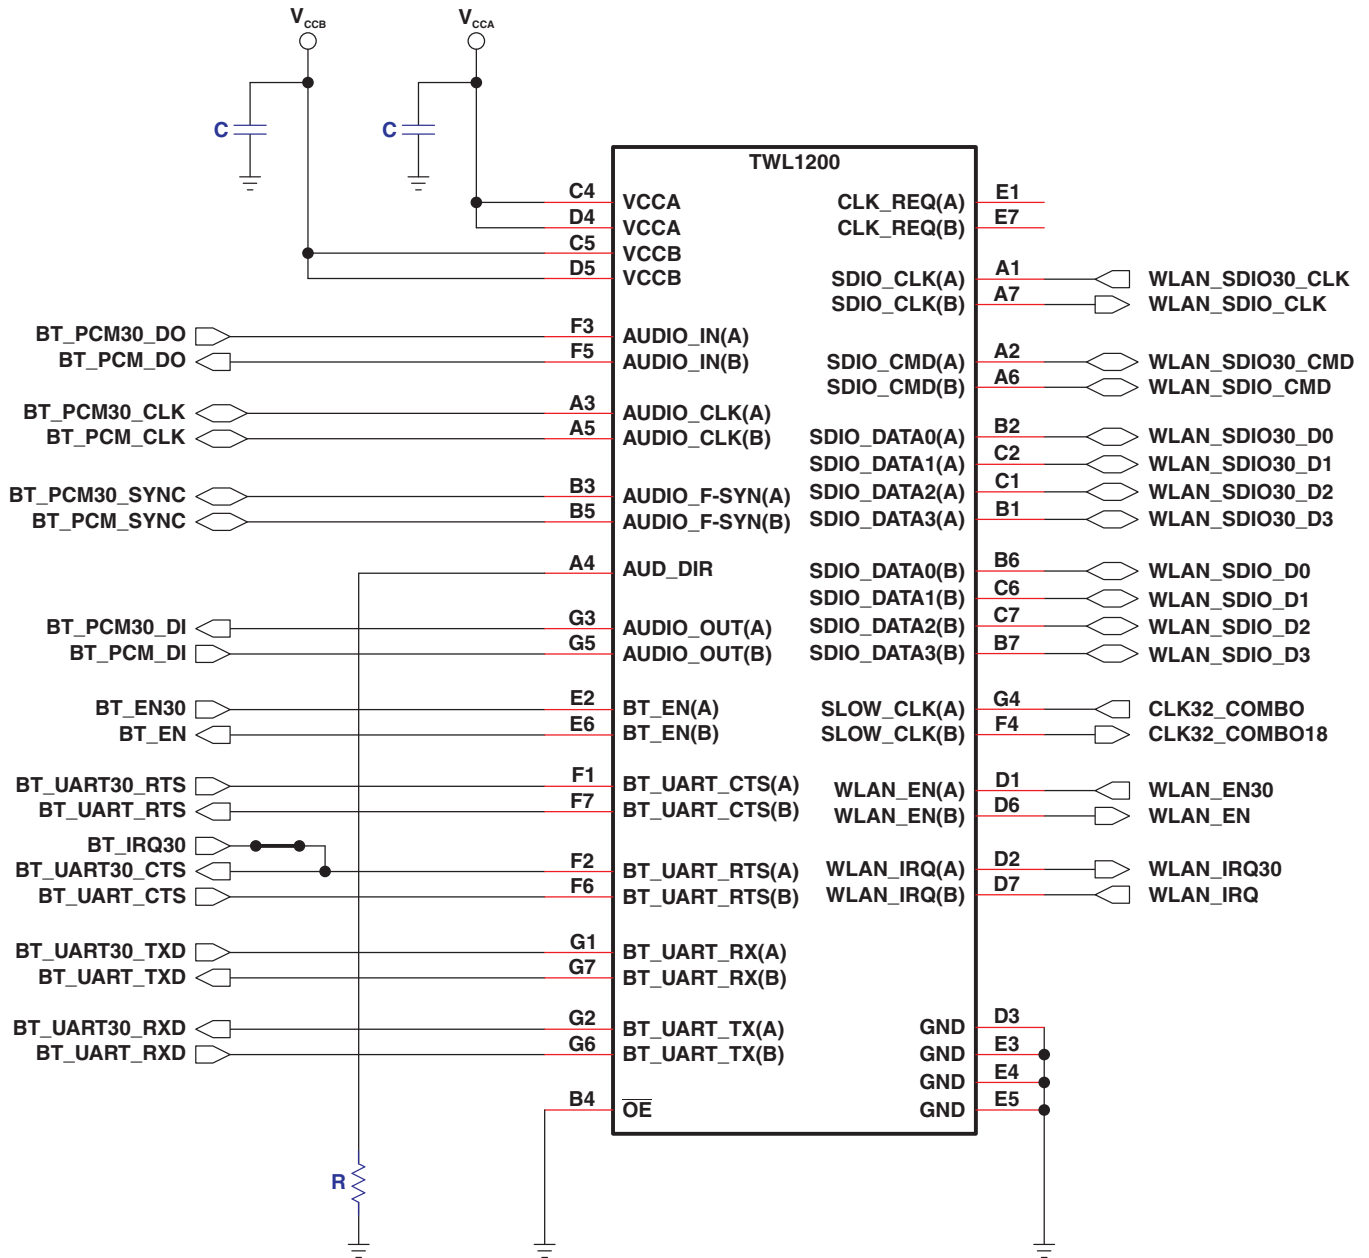 VCCB
VCCA
C
C
TWL1200
C4 VCCA
D4 VCCA
C5 VCCB
D5 VCCB
BT_PCM30_DO F3 AUDIO_IN(A)
BT_PCM_DO F5 AUDIO_IN(B)
BT_PCM30_CLK A3 AUDIO_CLK(A)
BT_PCM_CLK A5 AUDIO_CLK(B)
BT_PCM30_SYNC B3 AUDIO_F-SYN(A)
BT_PCM_SYNC B5 AUDIO_F-SYN(B)
A4 AUD_DIR
BT_PCM30_DI G3 AUDIO_OUT(A)
BT_PCM_DI G5 AUDIO_OUT(B)
BT_EN30 E2 BT_EN(A)
BT_EN E6 BT_EN(B)
BT_UART30_RTS F1 BT_UART_CTS(A)
BT_UART_RTS F7 BT_UART_CTS(B)
BT_IRQ30
BT_UART30_CTS F2 BT_UART_RTS(A)
BT_UART_CTS F6 BT_UART_RTS(B)
BT_UART30_TXD G1 BT_UART_RX(A)
BT_UART_TXD G7 BT_UART_RX(B)
BT_UART30_RXD G2 BT_UART_TX(A)
BT_UART_RXD G6 BT_UART_TX(B)
B4 OE
R
CLK_REQ(A) E1
CLK_REQ(B) E7
SDIO_CLK(A) A1 WLAN_SDIO30_CLK
SDIO_CLK(B) A7 WLAN_SDIO_CLK
SDIO_CMD(A) A2 WLAN_SDIO30_CMD
SDIO_CMD(B) A6 WLAN_SDIO_CMD
SDIO_DATA0(A) B2 WLAN_SDIO30_D0
SDIO_DATA1(A) C2 WLAN_SDIO30_D1
SDIO_DATA2(A) C1 WLAN_SDIO30_D2
SDIO_DATA3(A) B1 WLAN_SDIO30_D3
SDIO_DATA0(B) B6 WLAN_SDIO_D0
SDIO_DATA1(B) C6 WLAN_SDIO_D1
SDIO_DATA2(B) C7 WLAN_SDIO_D2
SDIO_DATA3(B) B7 WLAN_SDIO_D3
SLOW_CLK(A) G4 CLK32_COMBO
SLOW_CLK(B) F4 CLK32_COMBO18
WLAN_EN(A) D1 WLAN_EN30
WLAN_EN(B) D6 WLAN_EN
WLAN_IRQ(A) D2 WLAN_IRQ30
WLAN_IRQ(B) D7 WLAN_IRQ
GND D3
GND E3
GND E4
GND E5